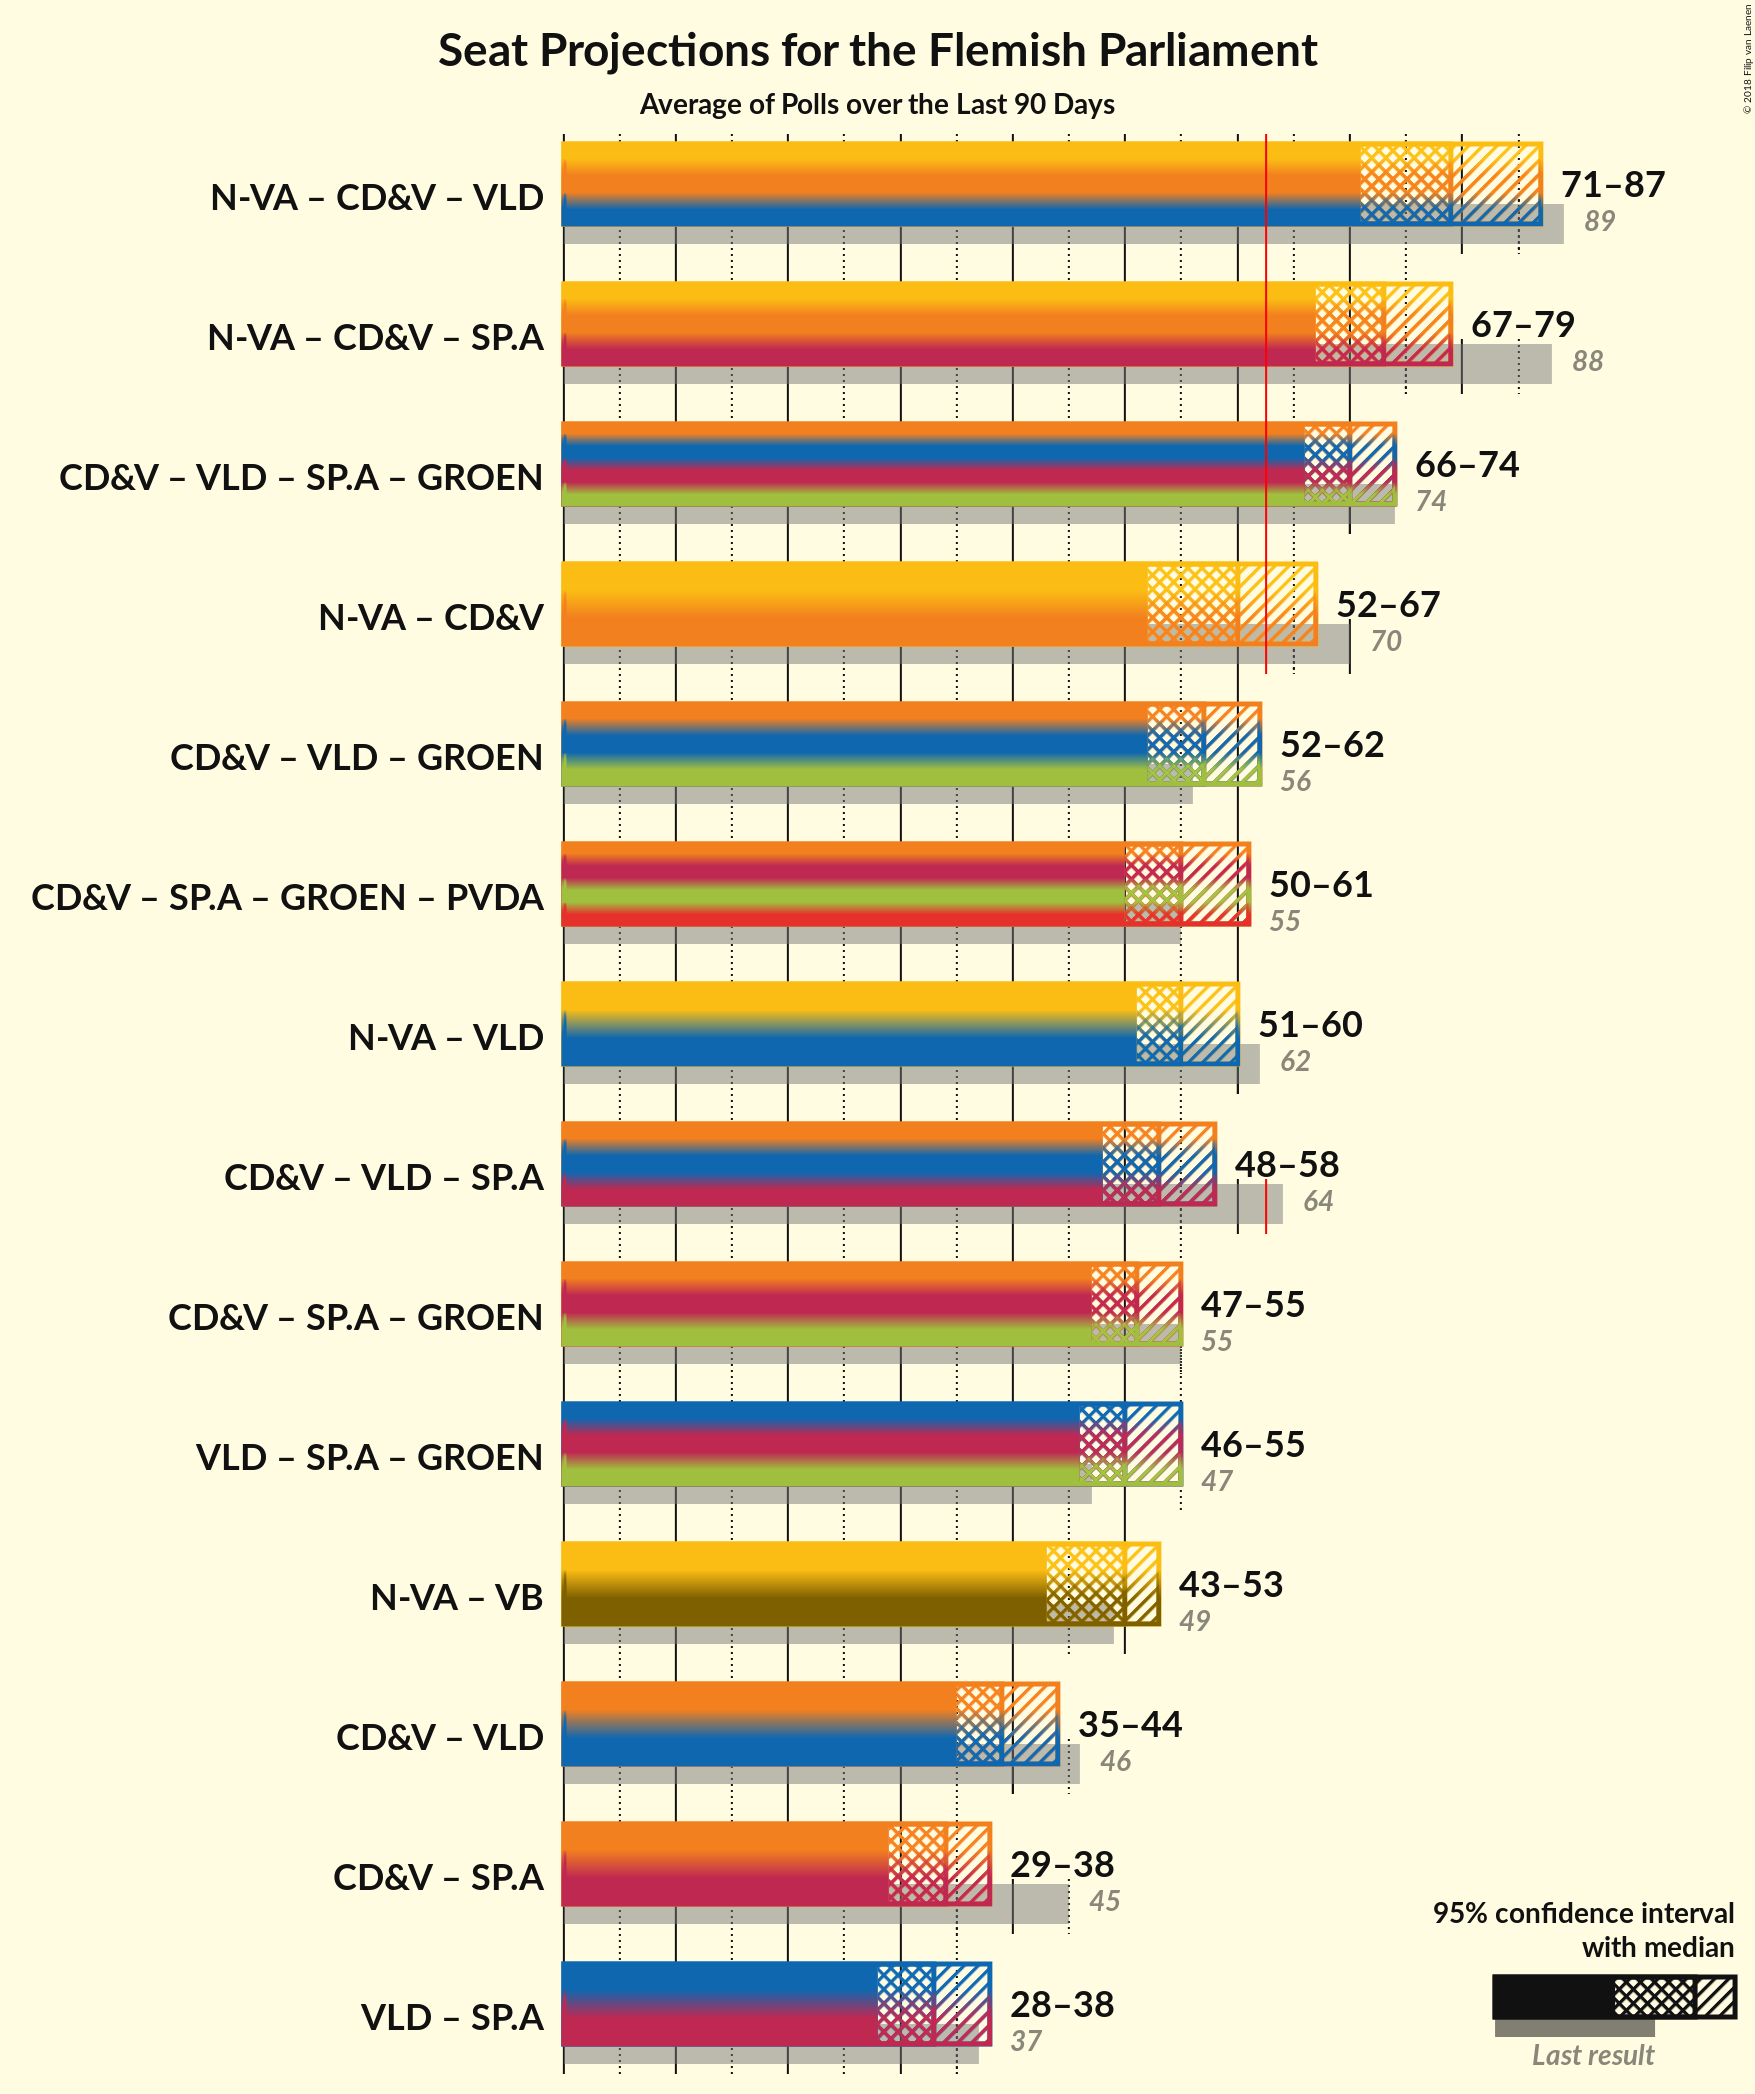 Seat Projections for the Flemish Parliament
Average of Polls over the Last 90 Days
© 2018 Filip van Laenen
N-VA – CD&V – VLD
71–87
89
N-VA – CD&V – SP.A
67–79
88
CD&V – VLD – SP.A – GROEN
66–74
74
N-VA – CD&V
52–67
70
CD&V – VLD – GROEN
52–62
56
CD&V – SP.A – GROEN – PVDA
50–61
55
N-VA – VLD
51–60
62
CD&V – VLD – SP.A
48–58
64
CD&V – SP.A – GROEN
47–55
55
VLD – SP.A – GROEN
46–55
47
N-VA – VB
43–53
49
CD&V – VLD
35–44
46
CD&V – SP.A
29–38
45
VLD – SP.A
28–38
37
95% confidence interval
with median
Last result